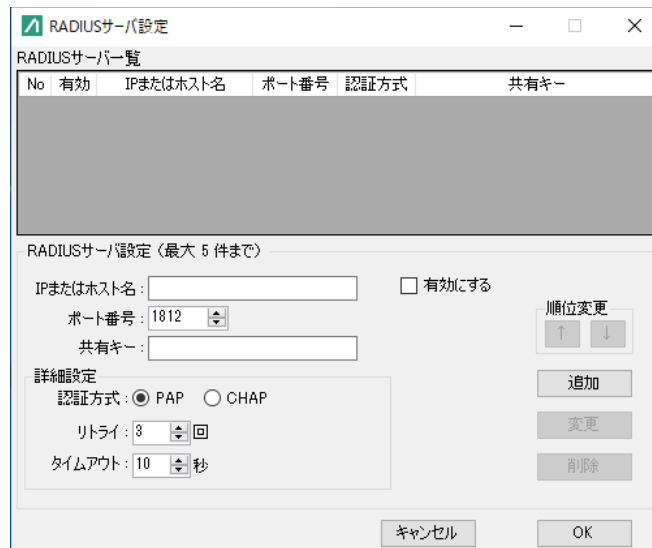 RADIUSサーバ設定
RADIUSサーバ一覧
No 有効 IPまたはホスト名 ポート番号 認証方式 共有キー
RADIUSサーバ設定（最大 5 件まで）
IPまたはホスト名：
有効にする
ポート番号：1812
順位変更
↑ ↓
共有キー：
詳細設定
追加
認証方式： PAP CHAP
変更
リトライ：3 回
タイムアウト：10 秒
削除
キャンセル OK